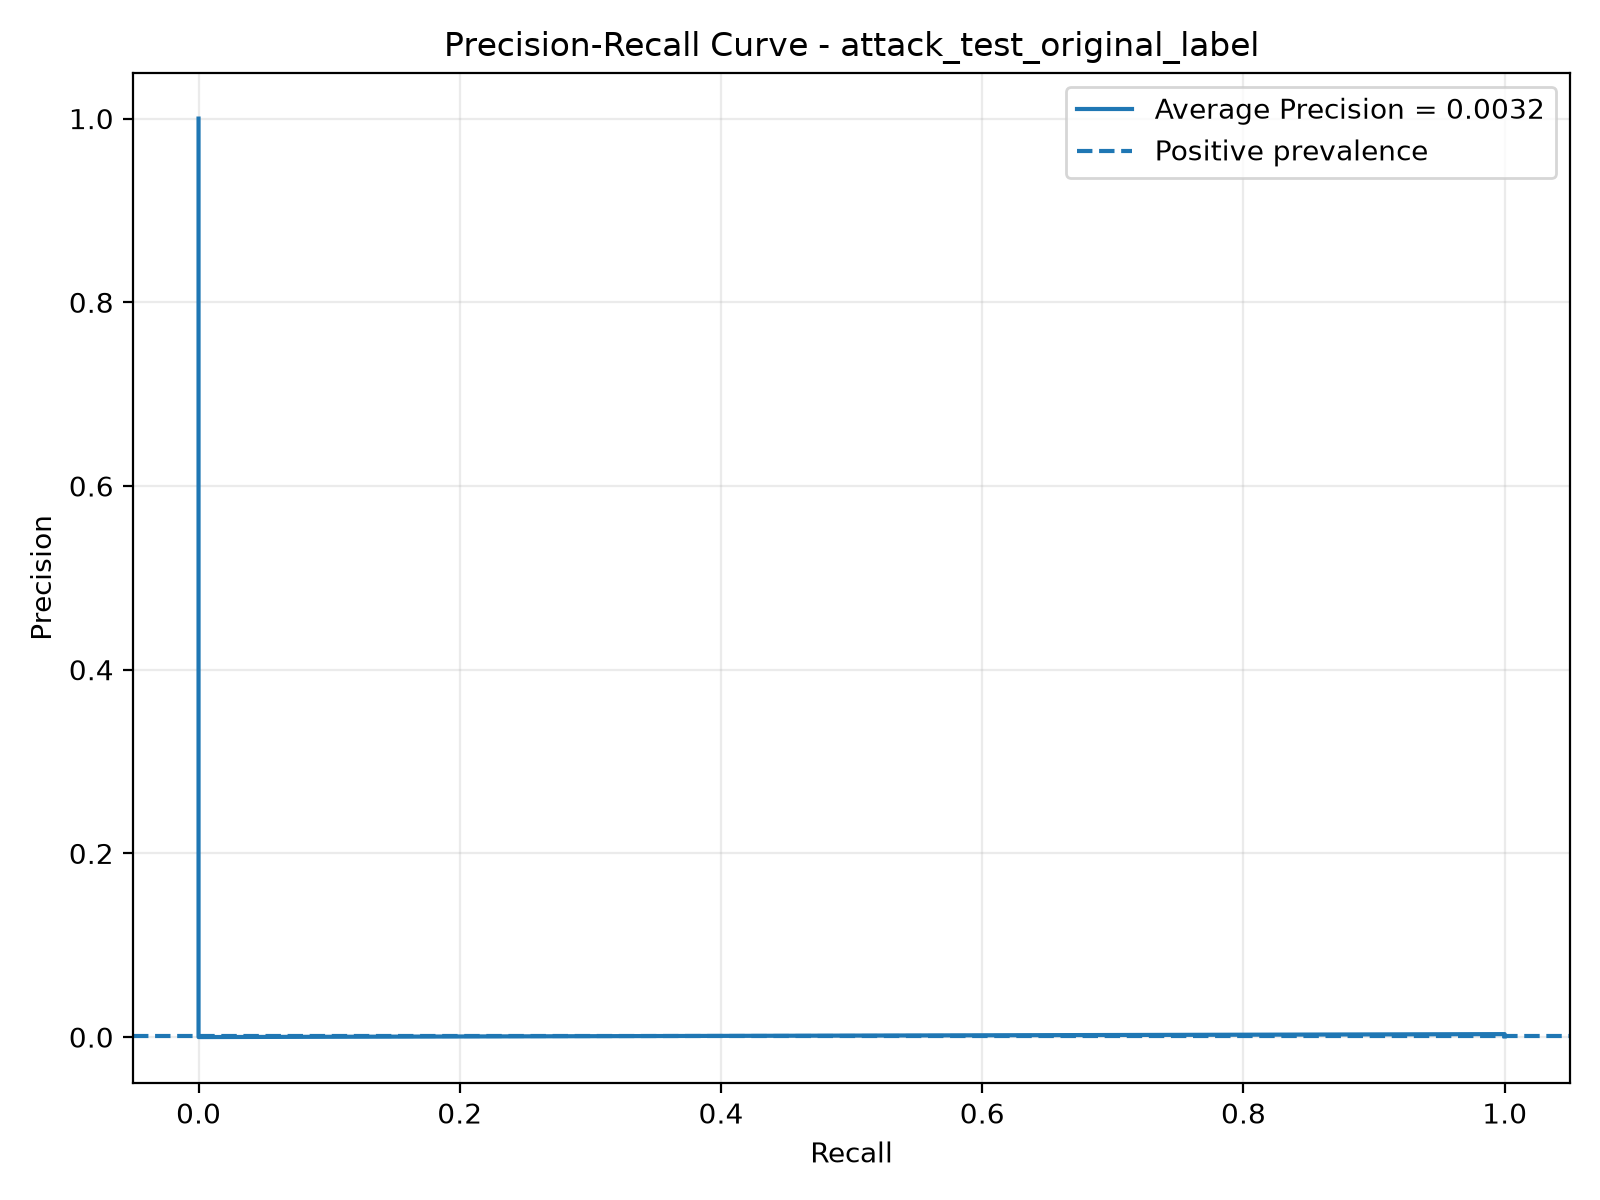 Precision-Recall Curve - attack_test_original_label
Average Precision = 0.0032
Positive prevalence
1.0
0.8
0.6
0.4
0.2
0.0
Precision
0.0 0.2 0.4 0.6 0.8 1.0
Recall